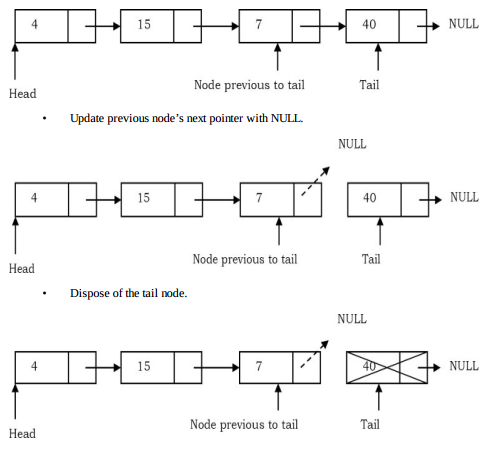 4 15 7 40 NULL
Node previous to tail Tail
Head
• Update previous node's next pointer with NULL.
NULL
4 15 7 40 NULL
Node previous to tail Tail
Head
• Dispose of the tail node.
NULL
4 15 7 40 NULL
Node previous to tail Tail
Head